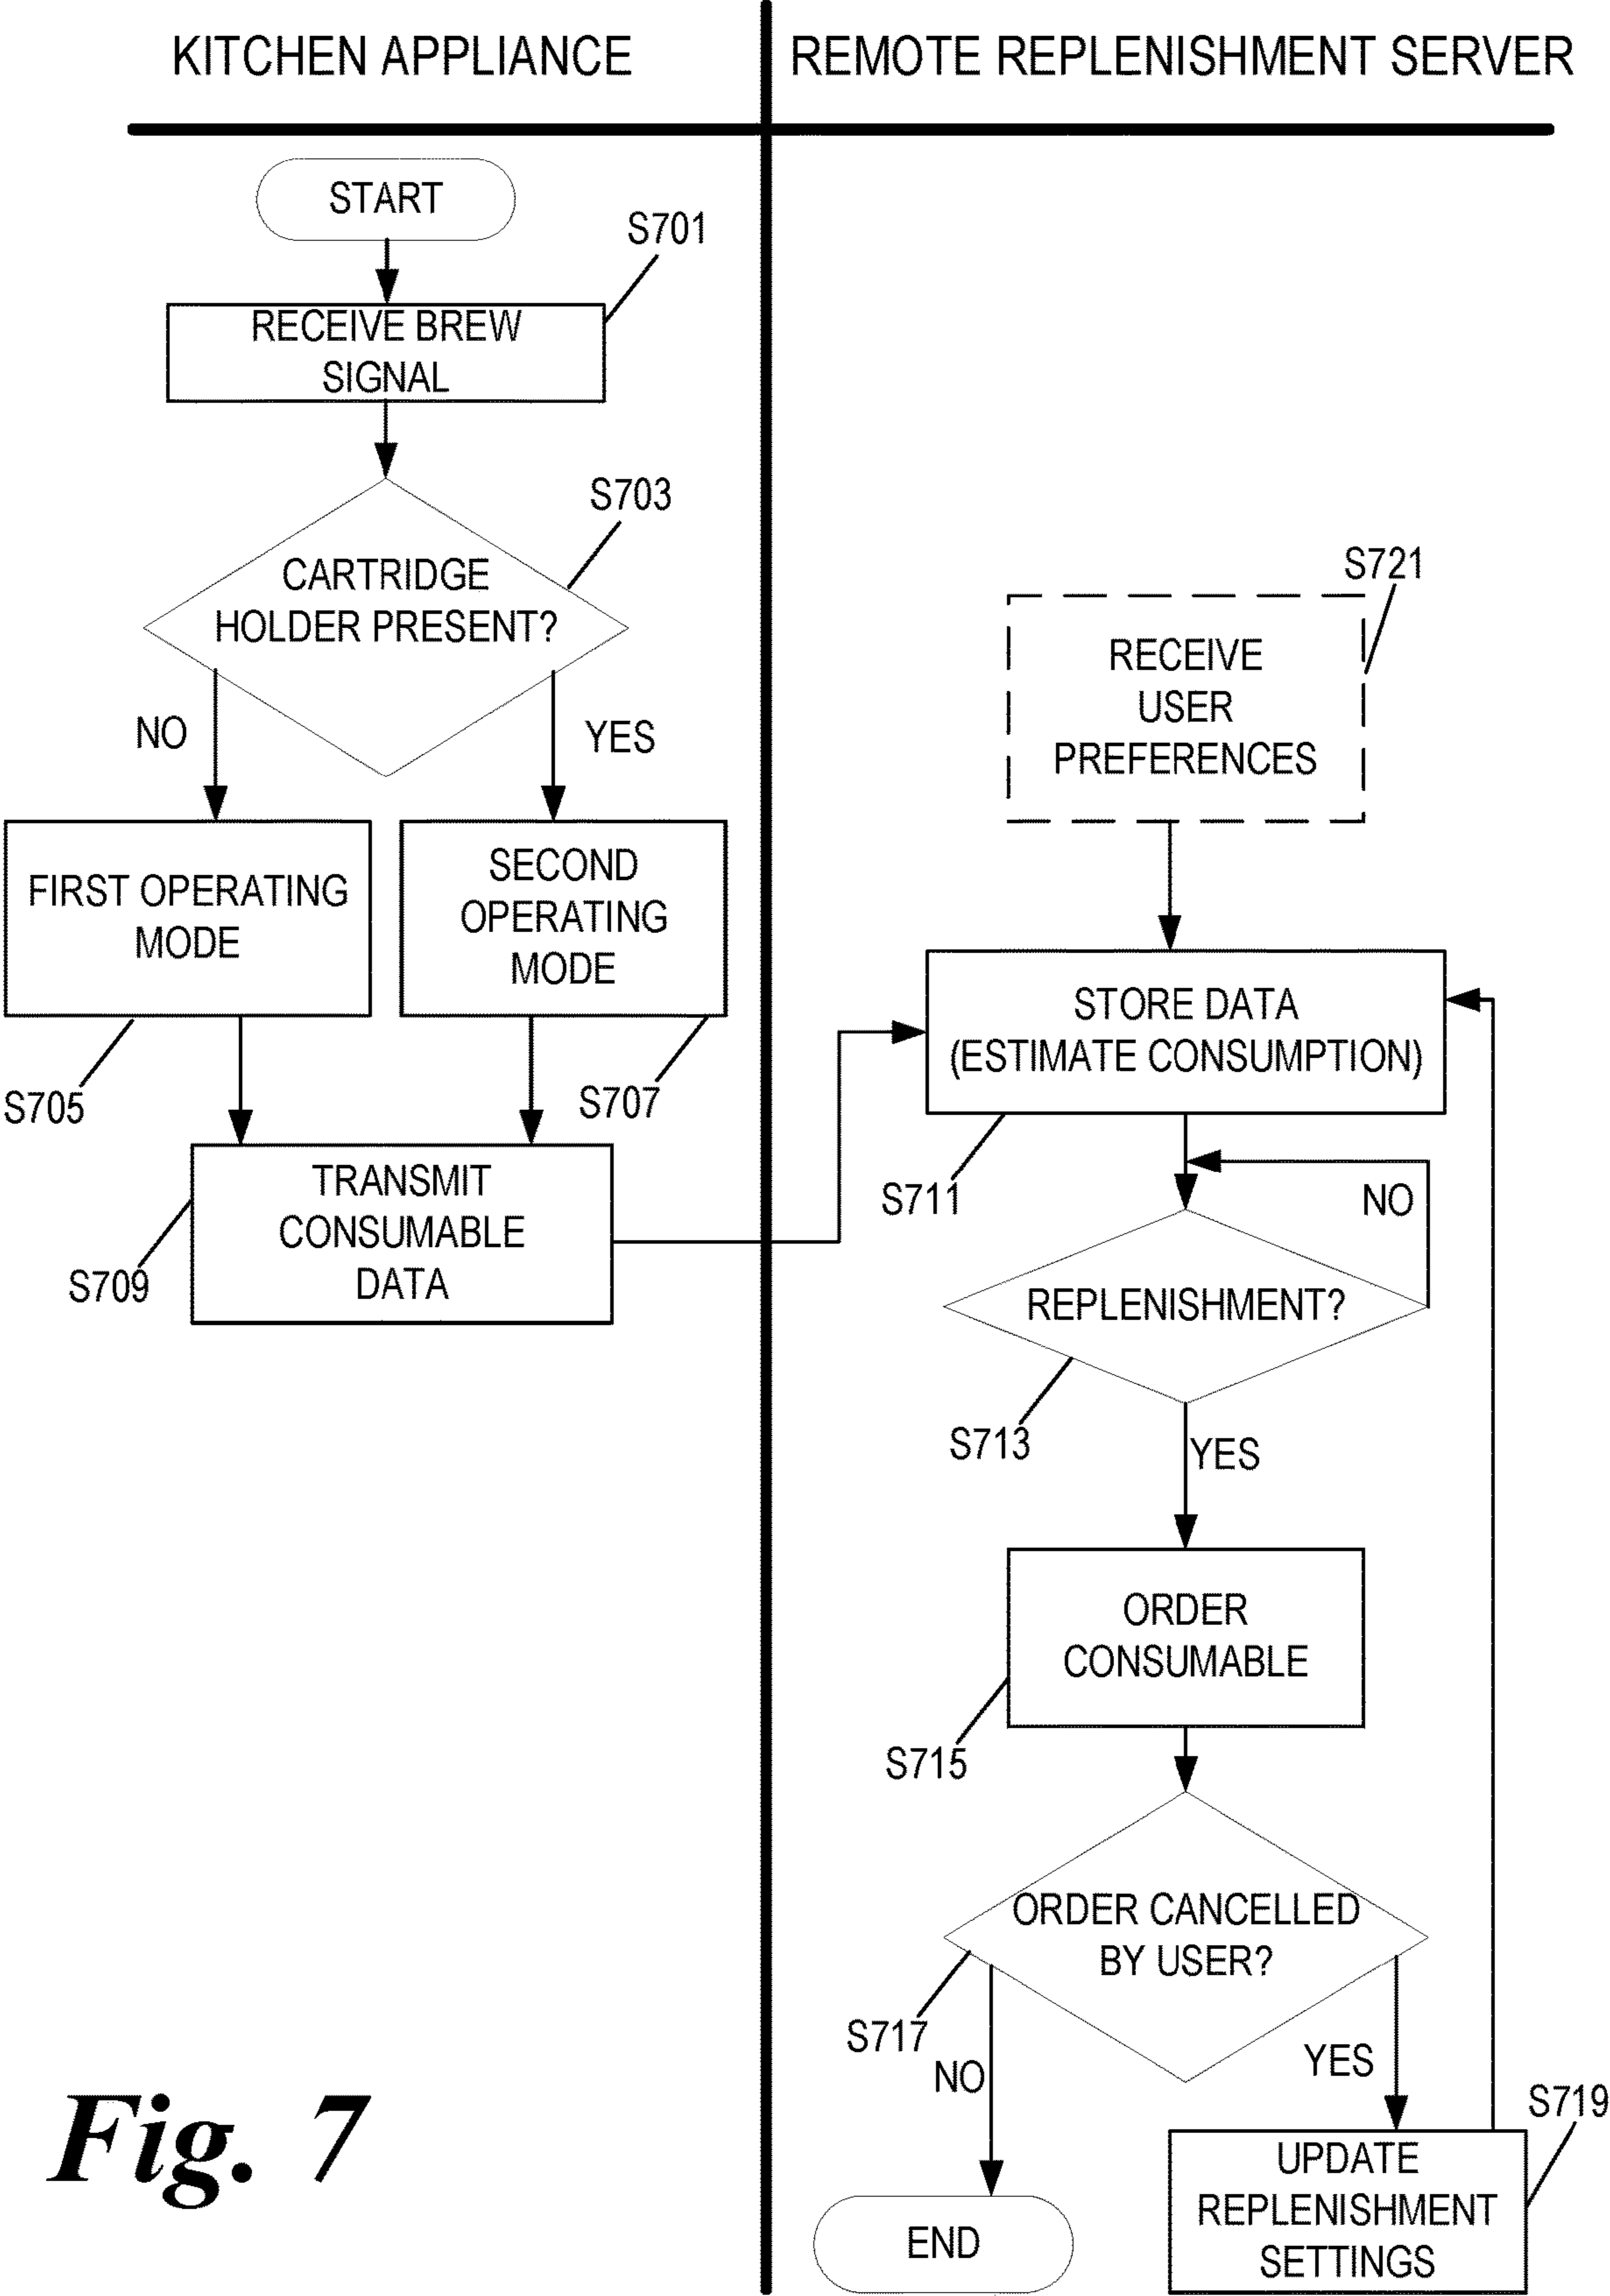 KITCHEN APPLIANCE
REMOTE REPLENISHMENT SERVER
START
S701
RECEIVE BREW
SIGNAL
S703
CARTRIDGE
HOLDER PRESENT?
NO
YES
FIRST OPERATING
MODE
SECOND
OPERATING
MODE
S705
S707
TRANSMIT
CONSUMABLE
DATA
S709
S721
RECEIVE
USER
PREFERENCES
STORE DATA
(ESTIMATE CONSUMPTION)
S711
NO
REPLENISHMENT?
S713
YES
ORDER
CONSUMABLE
S715
ORDER CANCELLED
BY USER?
S717
NO
YES
S719
UPDATE
REPLENISHMENT
SETTINGS
END
Fig. 7